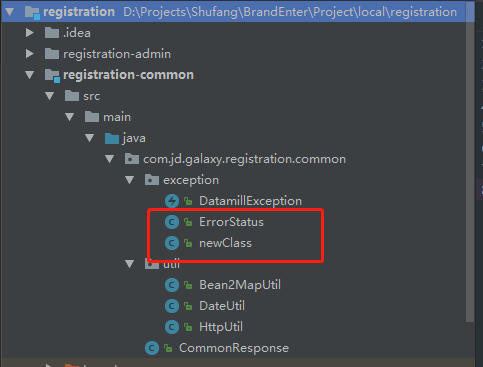 registration D:\Projects\Shufang\BrandEnter\Project\local\registration
.idea
registration-admin
registration-common
src
main
java
com.jd.galaxy.registration.common
exception
DatamillException
ErrorStatus
newClass
util
Bean2MapUtil
DateUtil
HttpUtil
CommonResponse